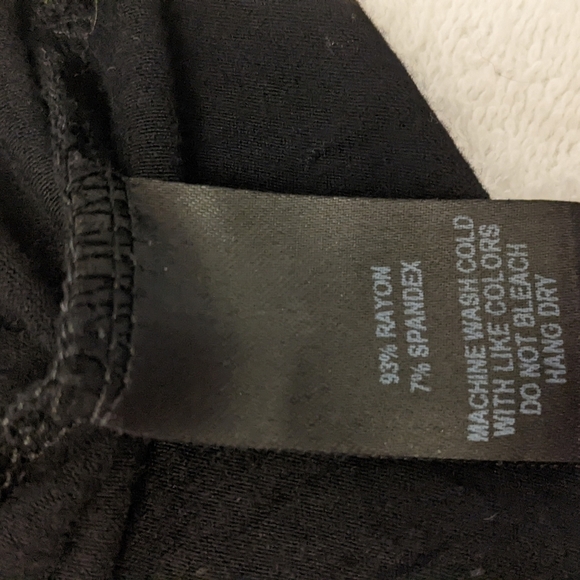 93% RAYON
7% SPANDEX
MACHINE WASH COLD
WITH LIKE COLORS
DO NOT BLEACH
HANG DRY